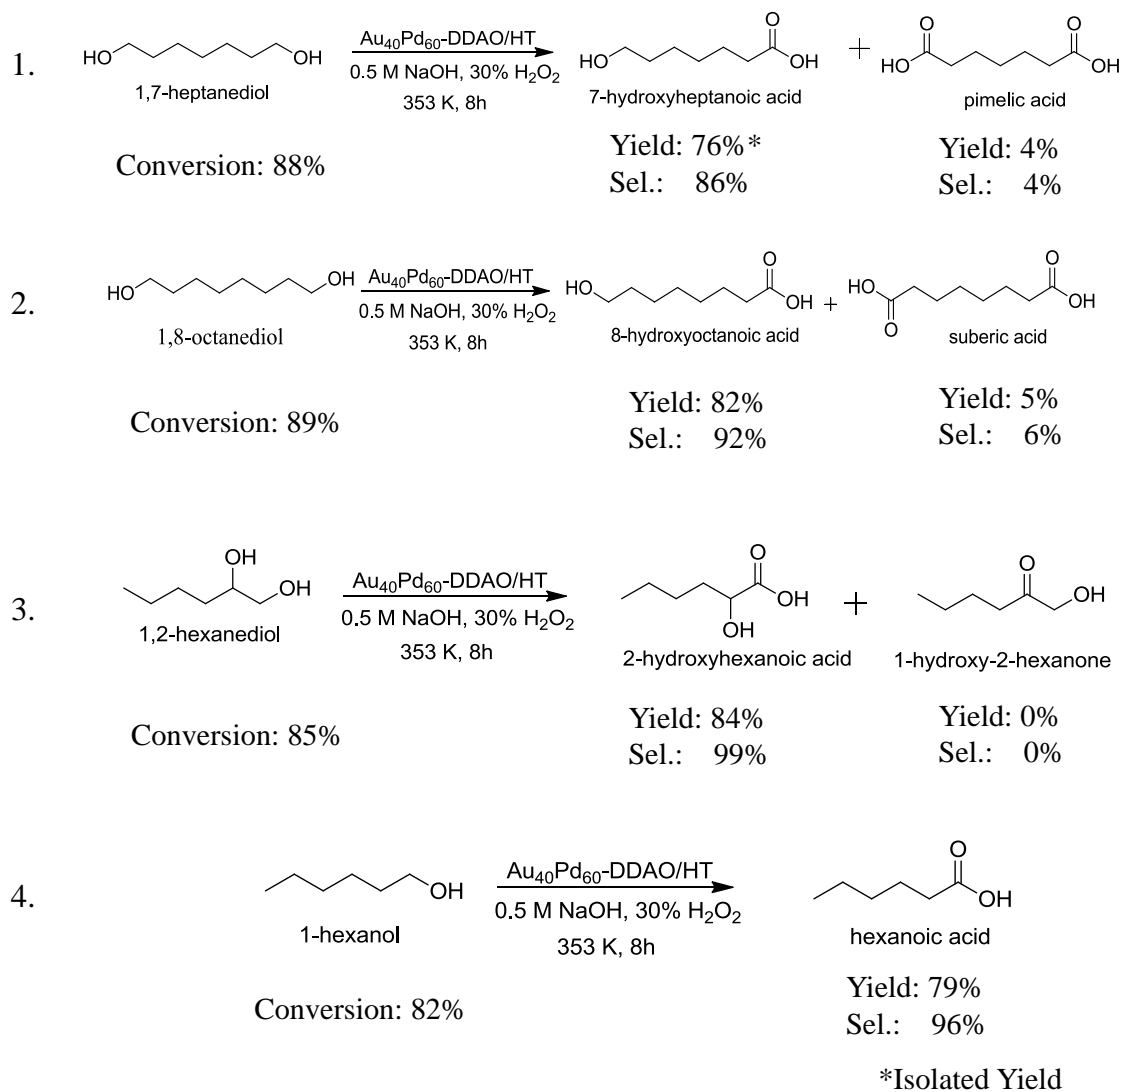 1.
HO
OH
1,7-heptanediol
Au40Pd60-DDAO/HT
0.5 M NaOH, 30% H2O2
353 K, 8h
HO
O
OH
7-hydroxyheptanoic acid
+
O
HO
O
OH
pimelic acid
Conversion: 88%
Yield: 76%*
Sel.: 86%
Yield: 4%
Sel.: 4%
2.
HO
OH
1,8-octanediol
Au40Pd60-DDAO/HT
0.5 M NaOH, 30% H2O2
353 K, 8h
HO
O
OH
8-hydroxyoctanoic acid
+
HO
O
O
OH
suberic acid
Conversion: 89%
Yield: 82%
Sel.: 92%
Yield: 5%
Sel.: 6%
3.
OH
OH
1,2-hexanediol
Au40Pd60-DDAO/HT
0.5 M NaOH, 30% H2O2
353 K, 8h
O
OH
OH
2-hydroxyhexanoic acid
+
O
OH
1-hydroxy-2-hexanone
Conversion: 85%
Yield: 84%
Sel.: 99%
Yield: 0%
Sel.: 0%
4.
OH
1-hexanol
Au40Pd60-DDAO/HT
0.5 M NaOH, 30% H2O2
353 K, 8h
O
OH
hexanoic acid
Conversion: 82%
Yield: 79%
Sel.: 96%
*Isolated Yield